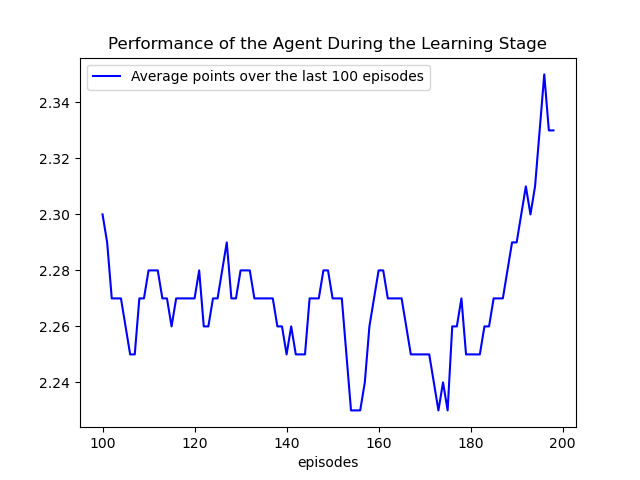 Performance of the Agent During the Learning Stage
Average points over the last 100 episodes
2.34
2.32
2.30
2.28
2.26
2.24
100 120 140 160 180 200
episodes